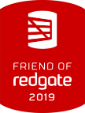 FRIEND OF
redgate
2019